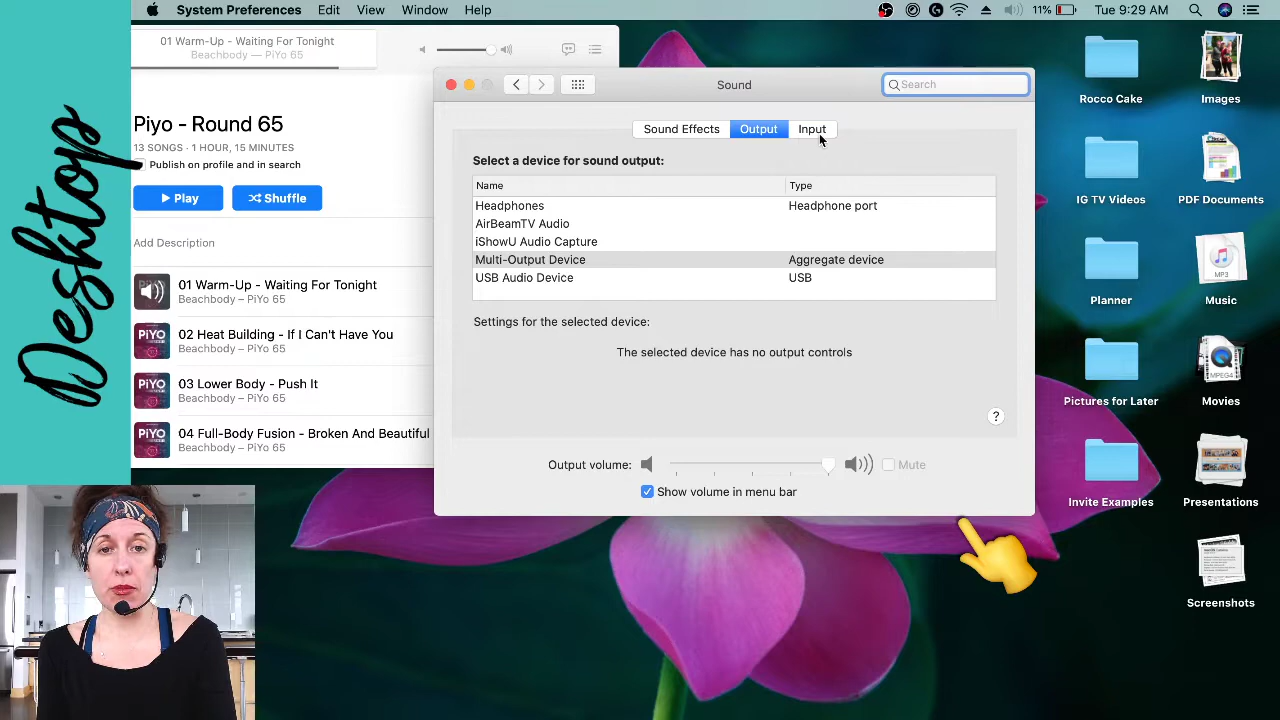 System Preferences Edit View Window Help
11% Tue 9:29 AM
Desktop
01 Warm-Up - Waiting For Tonight
Beachbody — PiYo 65
Piyo - Round 65
13 SONGS · 1 HOUR, 15 MINUTES
Publish on profile and in search
Play Shuffle
Add Description
01 Warm-Up - Waiting For Tonight
Beachbody – PiYo 65
PiYO
02 Heat Building - If I Can't Have You
Beachbody – PiYo 65
PiYO
03 Lower Body - Push It
Beachbody – PiYo 65
PiYO
04 Full-Body Fusion - Broken And Beautiful
Beachbody – PiYo 65
Sound
Search
Sound Effects Output Input
Select a device for sound output:
Name Type
Headphones Headphone port
AirBeamTV Audio
iShowU Audio Capture
Multi-Output Device Aggregate device
USB Audio Device USB
Settings for the selected device:
The selected device has no output controls
?
Output volume: Mute
Show volume in menu bar
Rocco Cake
Images
IG TV Videos
PDF Documents
Planner
MP3
Music
Pictures for Later
MPEG4
Movies
Invite Examples
Presentations
Screenshots